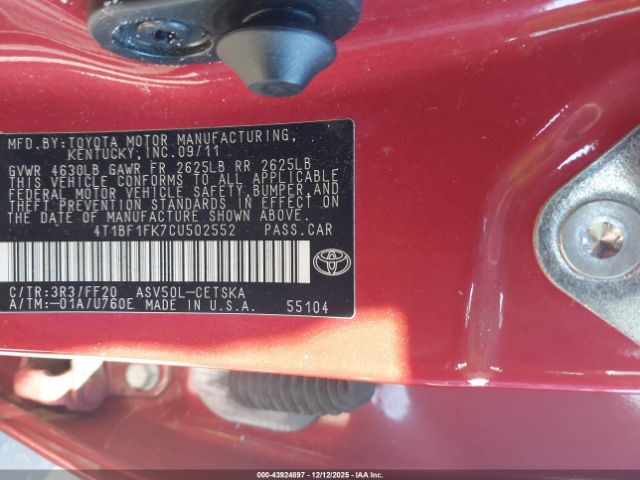 MFD.BY:TOYOTA MOTOR MANUFACTURING,
KENTUCKY, INC. 09/11
GVWR 4630LB GAWR FR 2625LB RR 2625LB
THIS VEHICLE CONFORMS TO ALL APPLICABLE
FEDERAL MOTOR VEHICLE SAFETY, BUMPER, AND
THEFT PREVENTION STANDARDS IN EFFECT ON
THE DATE OF MANUFACTURE SHOWN ABOVE.
4T1BF1FK7CU502552 PASS.CAR
C/TR:3R3/FF20 ASV50L-CETSKA
A/TM:-01A/U760E MADE IN U.S.A. 55104
000-43924897 - 12/12/2025 - COPYRIGHT IAA, INC.